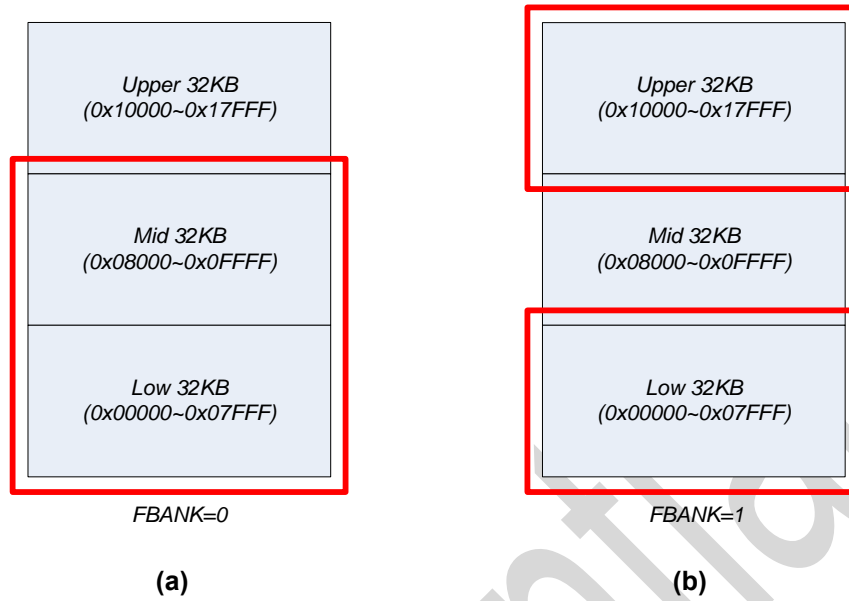 Upper 32KB
(0x10000~0x17FFF)
Mid 32KB
(0x08000~0x0FFFF)
Low 32KB
(0x00000~0x07FFF)
FBANK=0
(a)
Upper 32KB
(0x10000~0x17FFF)
Mid 32KB
(0x08000~0x0FFFF)
Low 32KB
(0x00000~0x07FFF)
FBANK=1
(b)